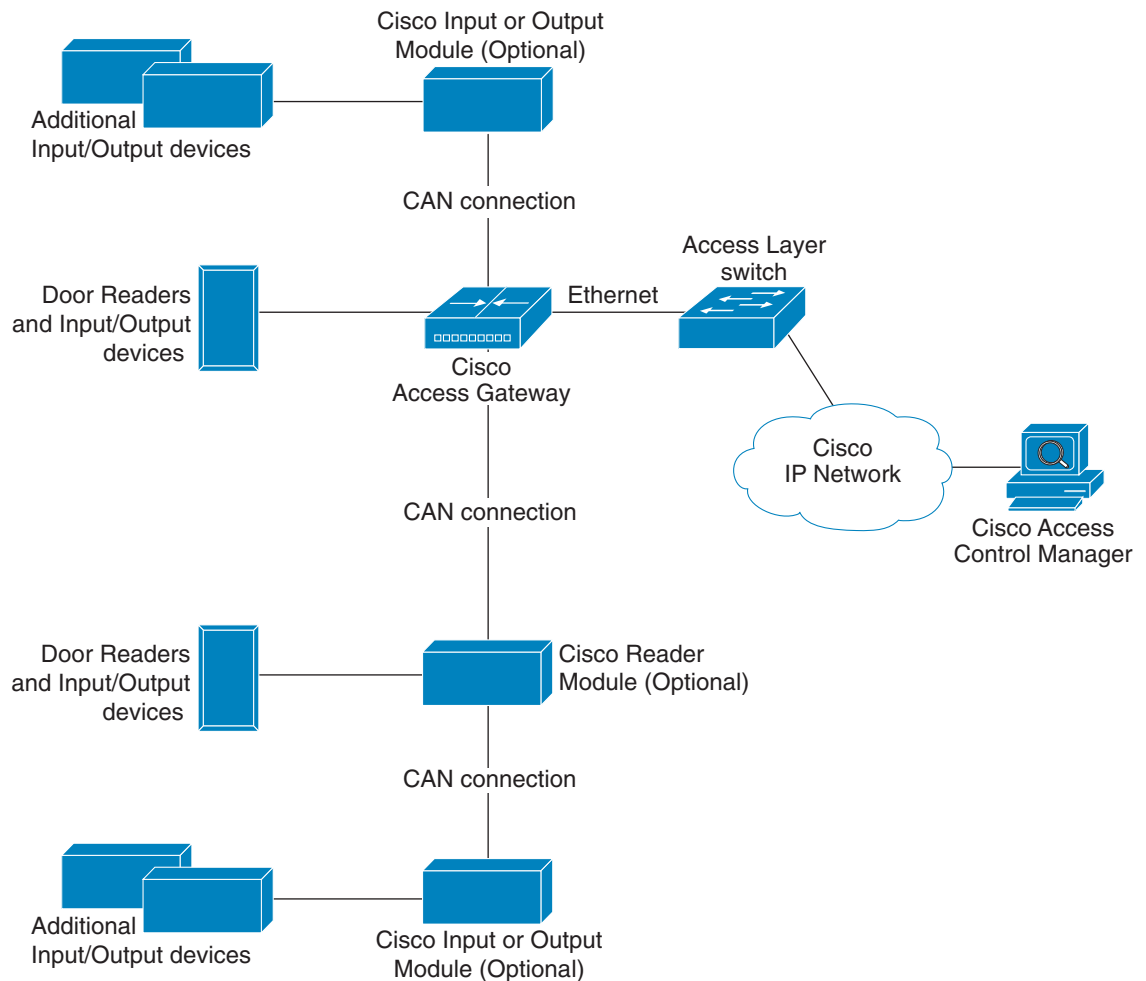 Cisco Input or Output
Module (Optional)
Additional
Input/Output devices
CAN connection
Access Layer
switch
Door Readers
and Input/Output
devices
Ethernet
Cisco
Access Gateway
Cisco
IP Network
CAN connection
Cisco Access
Control Manager
Door Readers
and Input/Output
devices
Cisco Reader
Module (Optional)
CAN connection
Additional
Input/Output devices
Cisco Input or Output
Module (Optional)